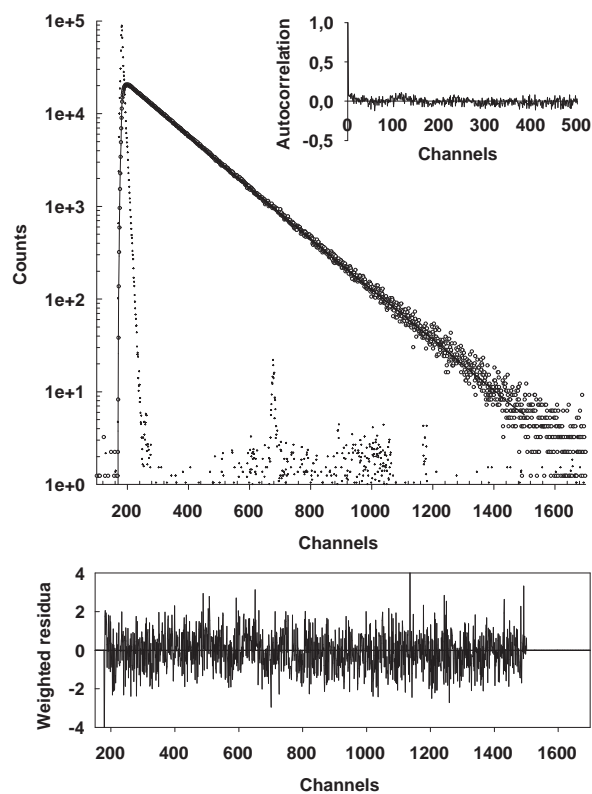 1e+5
1e+4
1e+3
1e+2
1e+1
1e+0
Counts
200 400 600 800 1000 1200 1400 1600
Channels
1,0
0,5
0,0
-0,5
Autocorrelation
0 100 200 300 400 500
Channels
4
2
0
-2
-4
Weighted residua
200 400 600 800 1000 1200 1400 1600
Channels